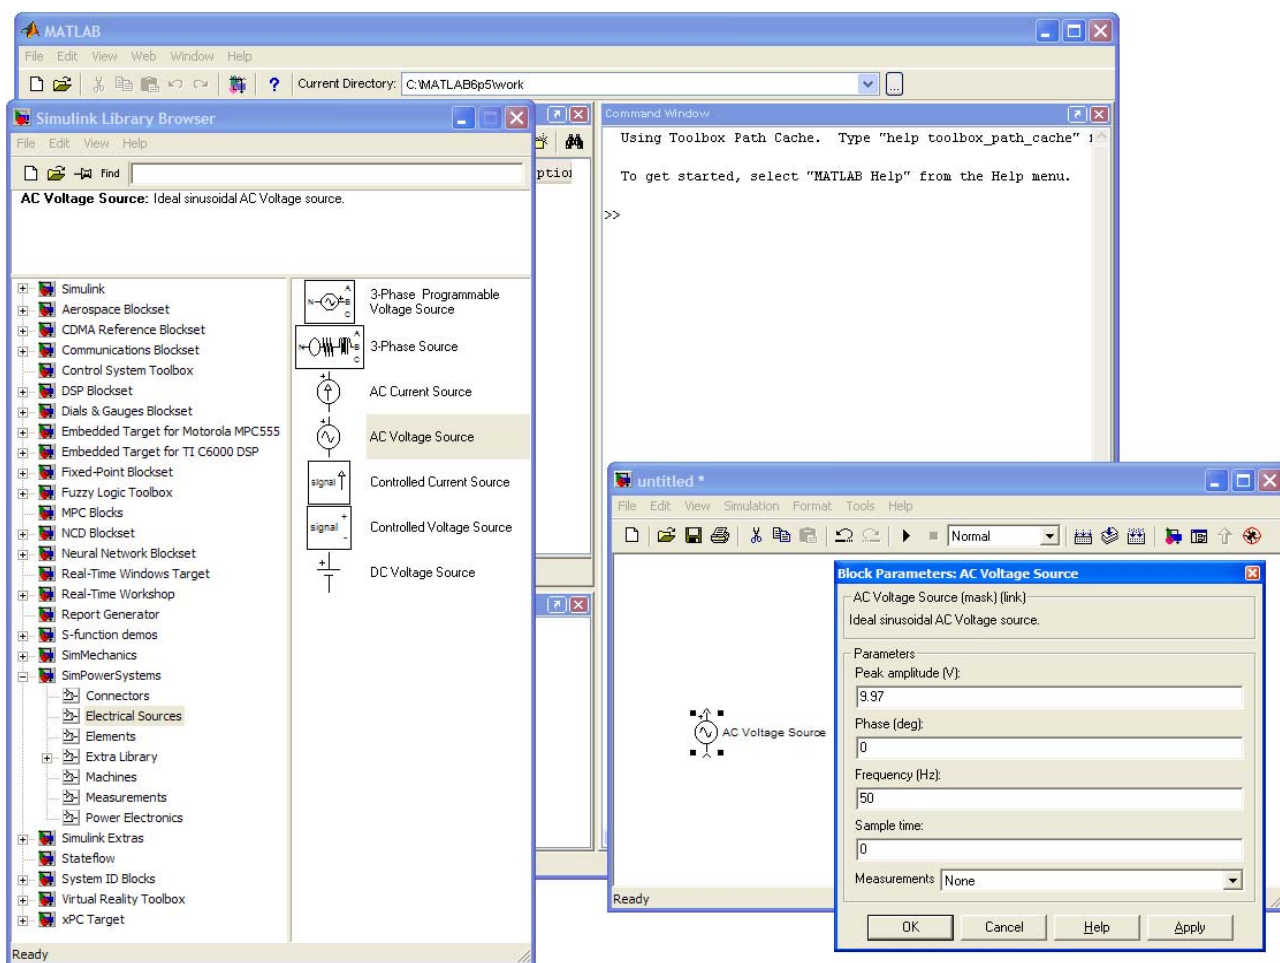 MATLAB
File Edit View Web Window Help
Current Directory: C:\MATLAB6p5\work
...
Simulink Library Browser
File Edit View Help
Find
AC Voltage Source: Ideal sinusoidal AC Voltage source.
Simulink
Aerospace Blockset
CDMA Reference Blockset
Communications Blockset
Control System Toolbox
DSP Blockset
Dials & Gauges Blockset
Embedded Target for Motorola MPC555
Embedded Target for TI C6000 DSP
Fixed-Point Blockset
Fuzzy Logic Toolbox
MPC Blocks
NCD Blockset
Neural Network Blockset
Real-Time Windows Target
Real-Time Workshop
Report Generator
S-function demos
SimMechanics
SimPowerSystems
Connectors
Electrical Sources
Elements
Extra Library
Machines
Measurements
Power Electronics
Simulink Extras
Stateflow
System ID Blocks
Virtual Reality Toolbox
xPC Target
Ready
N A B C
3-Phase Programmable
Voltage Source
N A B C
3-Phase Source
AC Current Source
AC Voltage Source
signal
Controlled Current Source
signal
Controlled Voltage Source
DC Voltage Source
ption
Command Window
Using Toolbox Path Cache. Type "help toolbox_path_cache"
To get started, select "MATLAB Help" from the Help menu.
>>
untitled *
File Edit View Simulation Format Tools Help
Normal
AC Voltage Source
Ready
Block Parameters: AC Voltage Source
AC Voltage Source (mask) (link)
Ideal sinusoidal AC Voltage source.
Parameters
Peak amplitude (V):
9.97
Phase (deg):
0
Frequency (Hz):
50
Sample time:
0
Measurements None
OK Cancel Help Apply